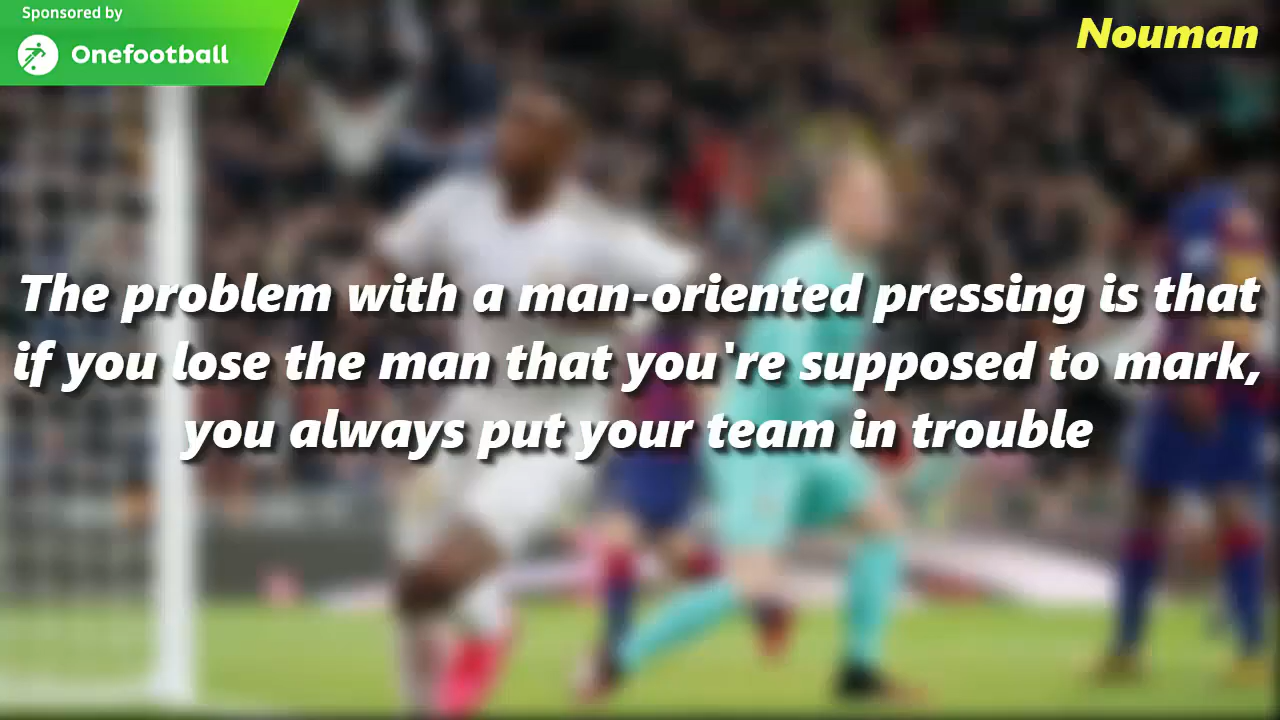 Sponsored by
Onefootball
Nouman
The problem with a man-oriented pressing is that
if you lose the man that you're supposed to mark,
you always put your team in trouble